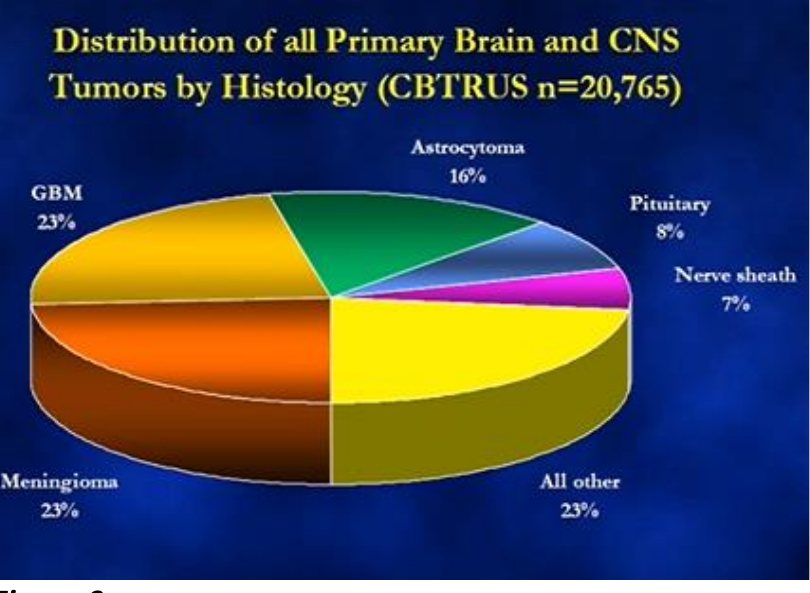 Distribution of all Primary Brain and CNS
Tumors by Histology (CBTRUS n=20,765)
Astrocytoma
16%
GBM
23%
Pituitary
8%
Nerve sheath
7%
Meningioma
23%
All other
23%